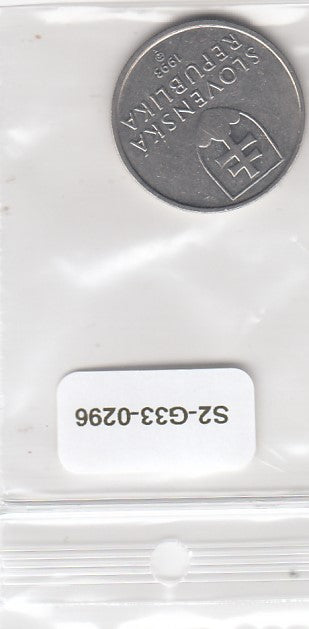 SLOVENSKÁ
REPUBLIKA
1993
S2-G33-0296